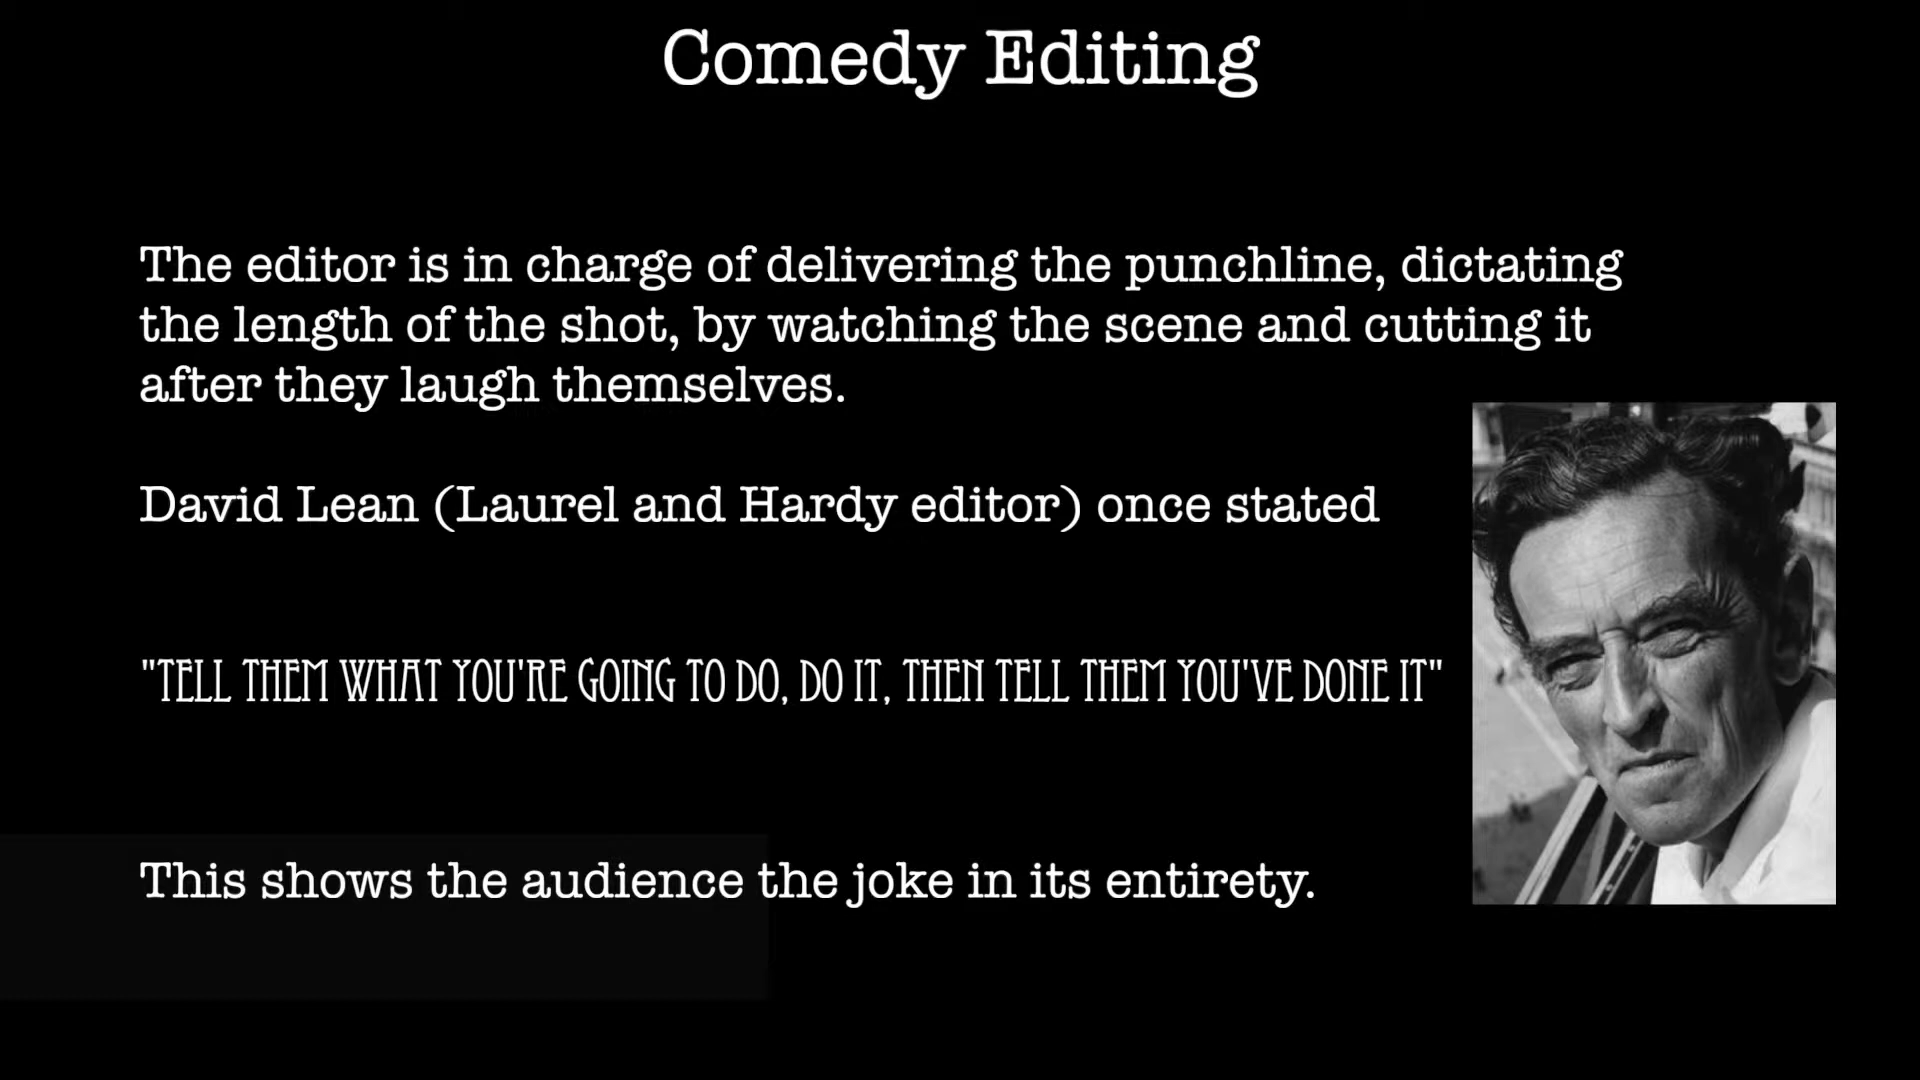 Comedy Editing
The editor is in charge of delivering the punchline, dictating
the length of the shot, by watching the scene and cutting it
after they laugh themselves.
David Lean (Laurel and Hardy editor) once stated
"TELL THEM WHAT YOU'RE GOING TO DO, DO IT, THEN TELL THEM YOU'VE DONE IT"
This shows the audience the joke in its entirety.